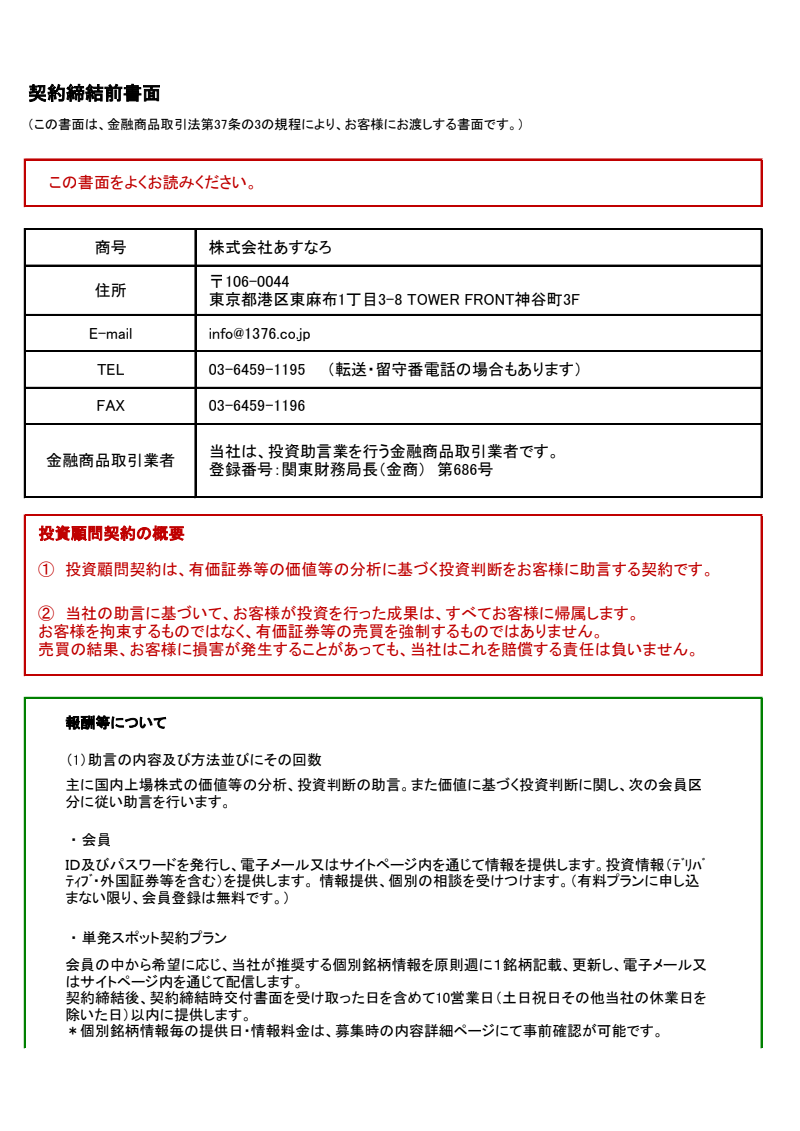 契約締結前書面
（この書面は、金融商品取引法第37条の3の規程により、お客様にお渡しする書面です。）
この書面をよくお読みください。
商号 株式会社あすなろ
住所 〒106-0044
東京都港区東麻布1丁目3-8 TOWER FRONT神谷町3F
E-mail info@1376.co.jp
TEL 03-6459-1195 （転送・留守番電話の場合もあります）
FAX 03-6459-1196
金融商品取引業者 当社は、投資助言業を行う金融商品取引業者です。
登録番号：関東財務局長（金商） 第686号
投資顧問契約の概要
① 投資顧問契約は、有価証券等の価値等の分析に基づく投資判断をお客様に助言する契約です。
② 当社の助言に基づいて、お客様が投資を行った成果は、すべてお客様に帰属します。
お客様を拘束するものではなく、有価証券等の売買を強制するものではありません。
売買の結果、お客様に損害が発生することがあっても、当社はこれを賠償する責任は負いません。
報酬等について
（1）助言の内容及び方法並びにその回数
主に国内上場株式の価値等の分析、投資判断の助言。また価値に基づく投資判断に関し、次の会員区
分に従い助言を行います。
・会員
ID及びパスワードを発行し、電子メール又はサイトページ内を通じて情報を提供します。投資情報（ﾃﾞﾘﾊﾞ
ﾃｨﾌﾞ・外国証券等を含む）を提供します。 情報提供、個別の相談を受けつけます。（有料プランに申し込
まない限り、会員登録は無料です。）
・単発スポット契約プラン
会員の中から希望に応じ、当社が推奨する個別銘柄情報を原則週に1銘柄記載、更新し、電子メール又
はサイトページ内を通じて配信します。
契約締結後、契約締結時交付書面を受け取った日を含めて10営業日（土日祝日その他当社の休業日を
除いた日）以内に提供します。
＊個別銘柄情報毎の提供日・情報料金は、募集時の内容詳細ページにて事前確認が可能です。